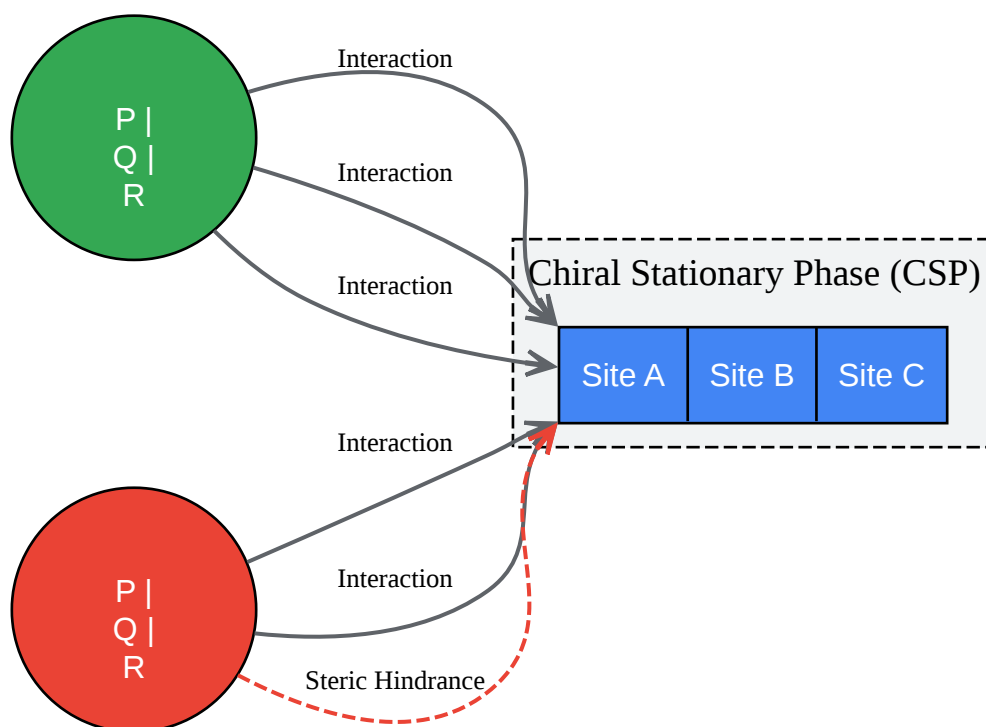 Interaction
P |
Q |
R
Interaction
Interaction
Chiral Stationary Phase (CSP)
Site A
Site B
Site C
Interaction
Interaction
P |
Q |
R
Steric Hindrance